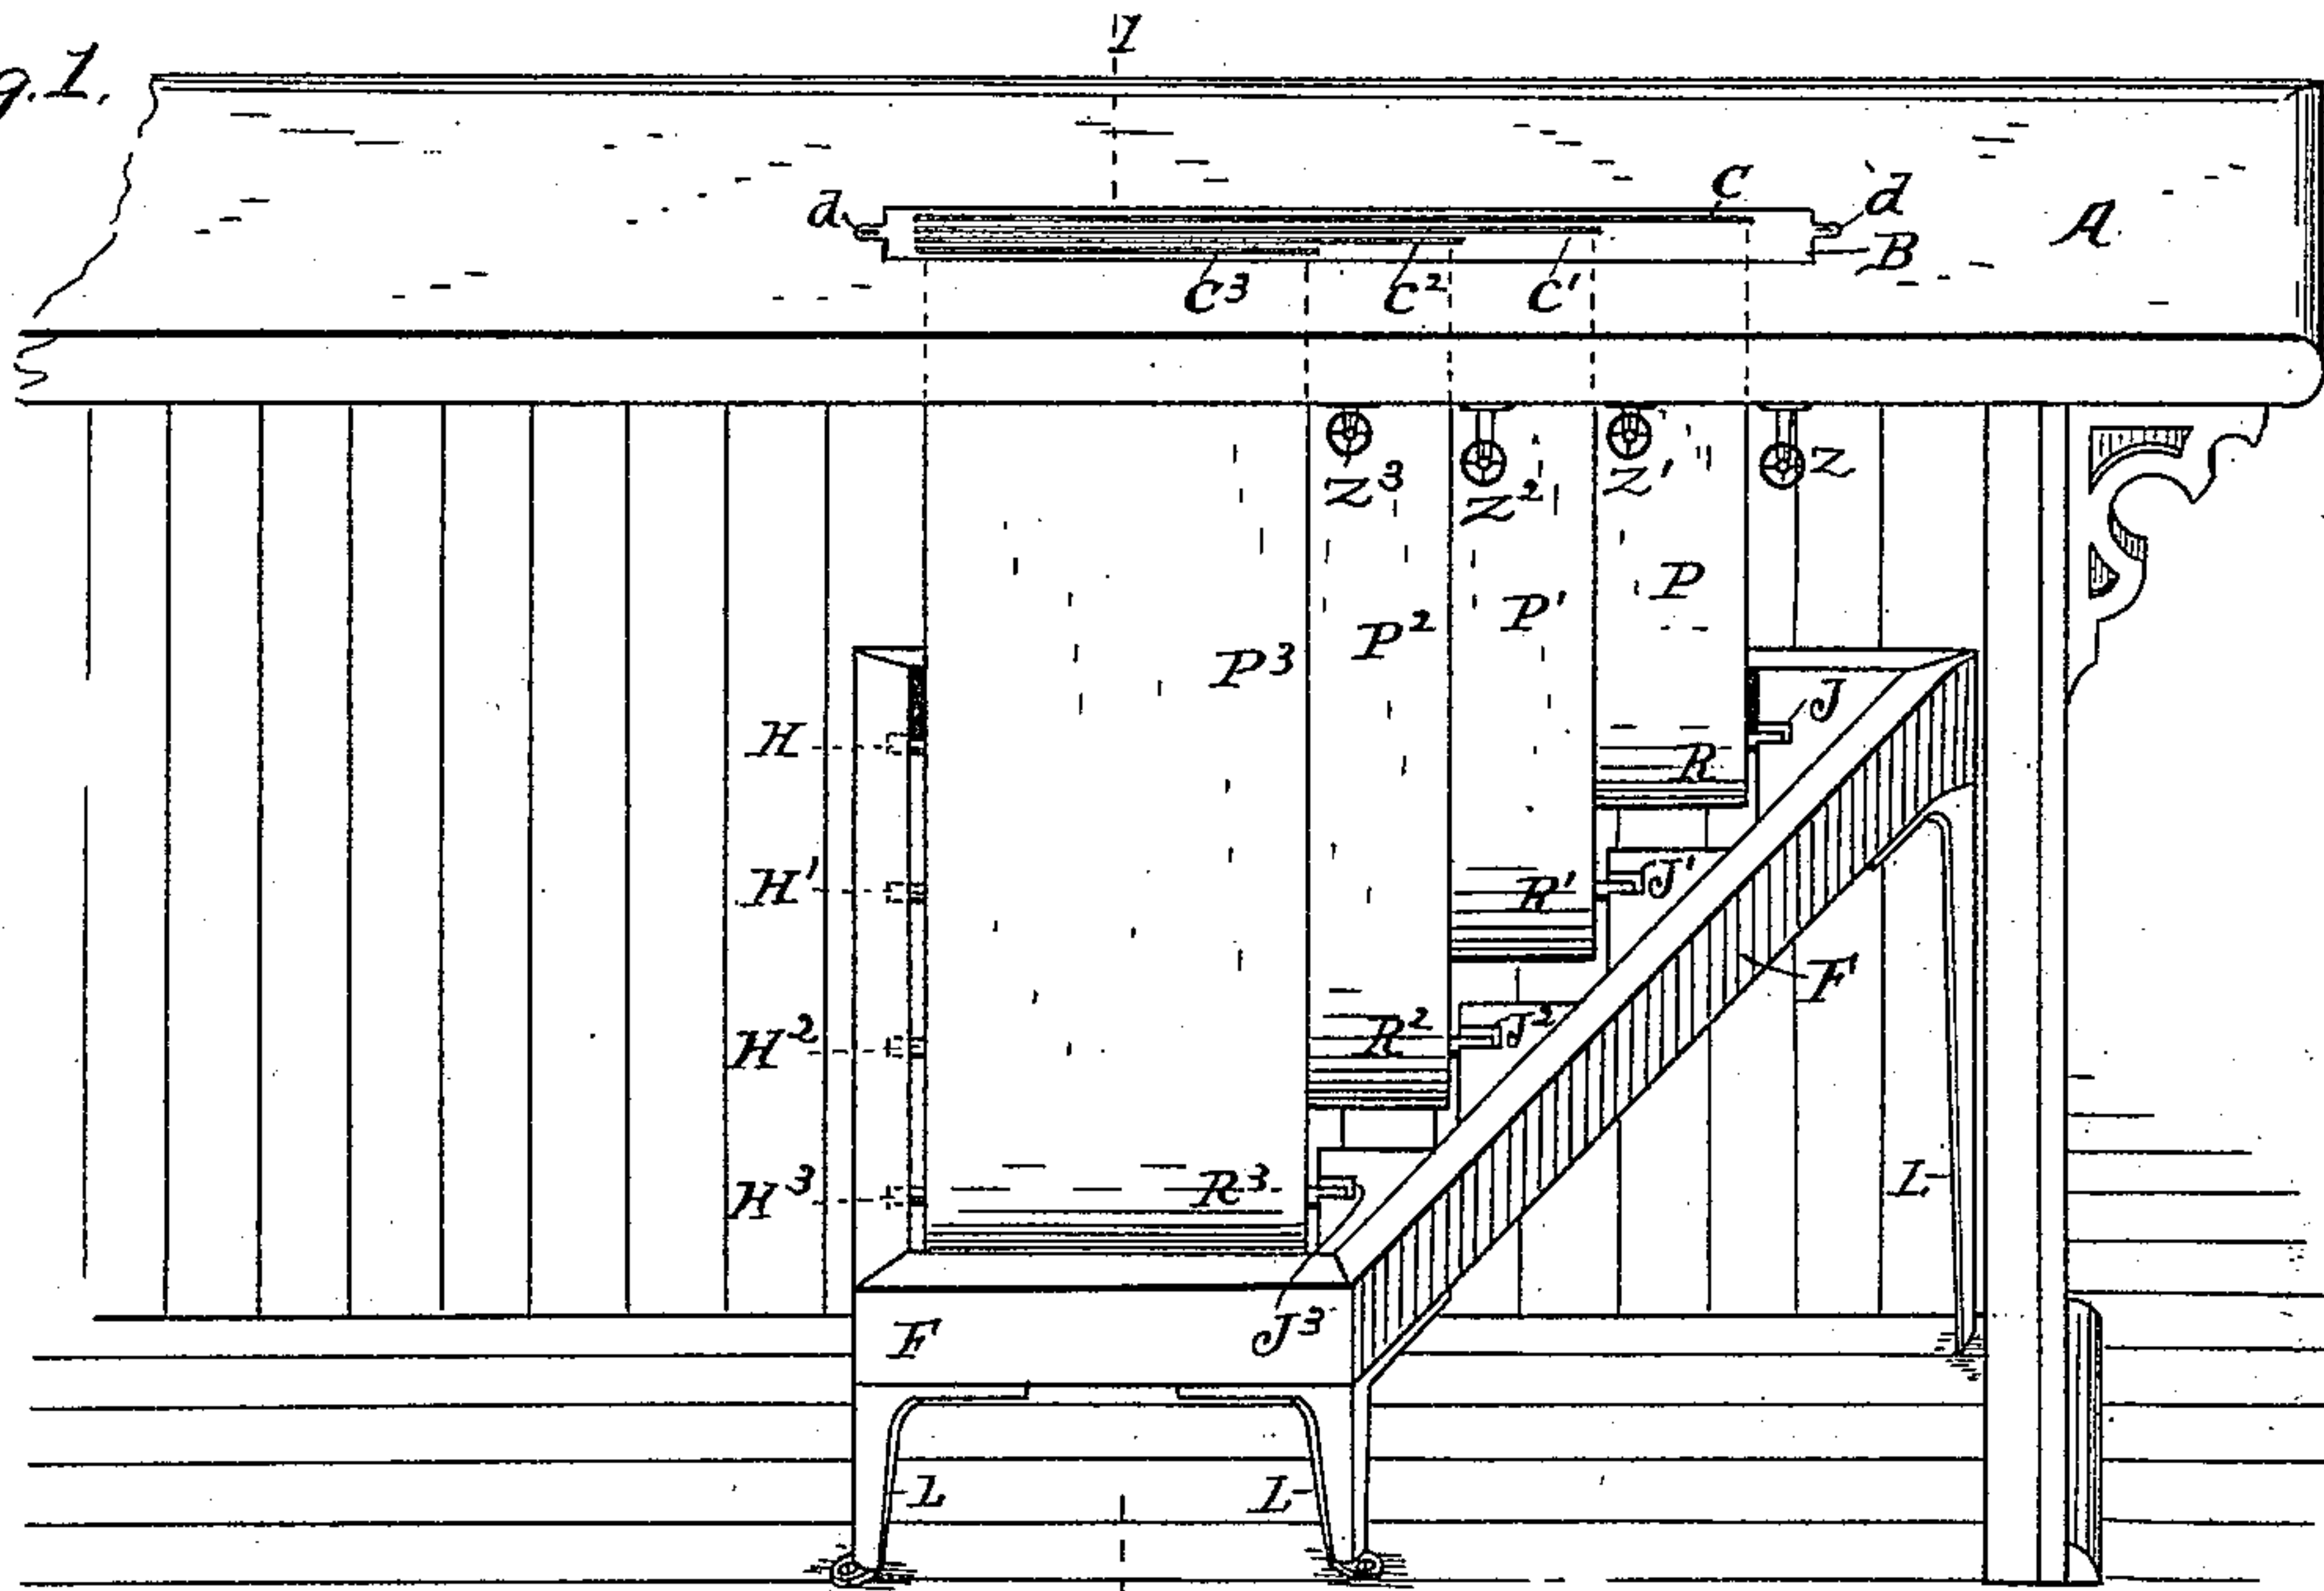 g. 1.
1
d
C
d
A
B
C³
C²
C'
Z³
Z²
Z'
Z
P
P'
P²
P³
H
J
R
H'
R'
J'
F
H²
R²
J²
H³
R³
L
F
J³
L
L